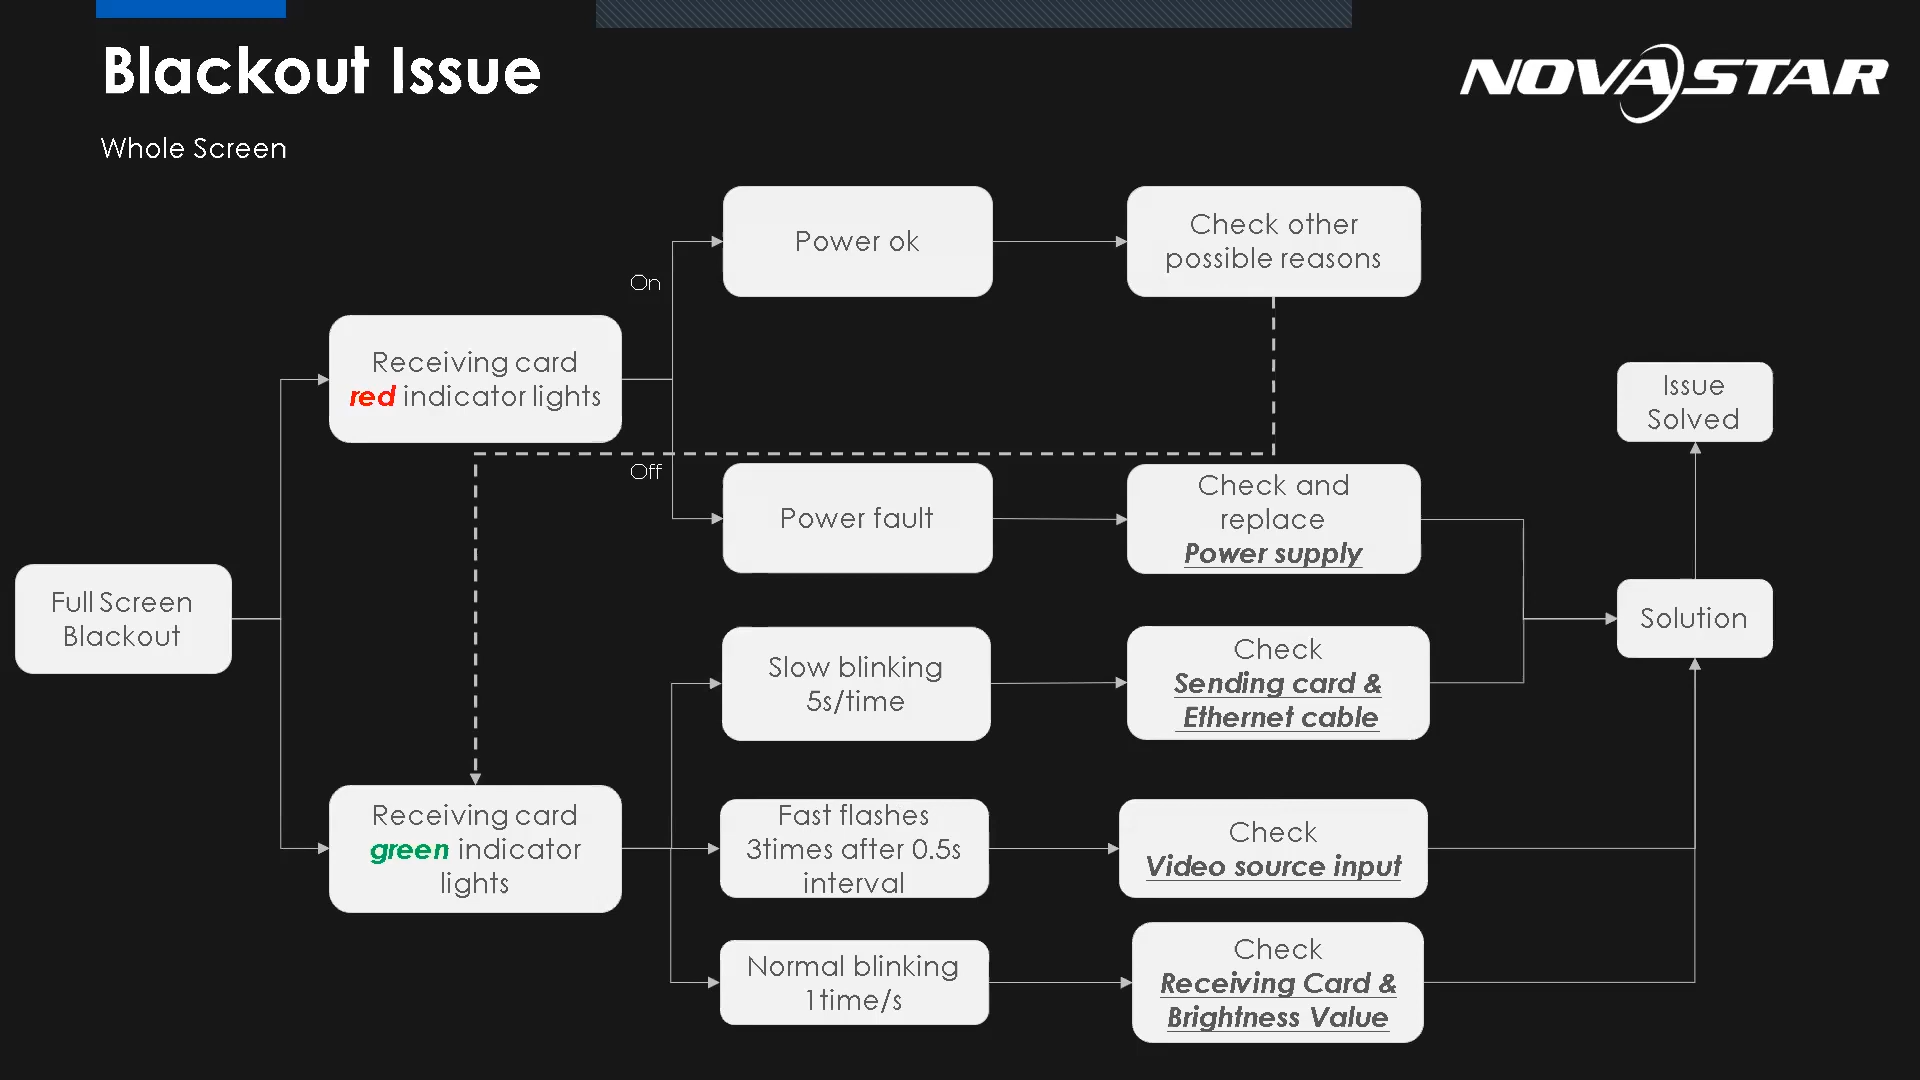 Blackout Issue
NOVASTAR
Whole Screen
Power ok
Check other
possible reasons
On
Receiving card
red indicator lights
Issue
Solved
Off
Power fault
Check and
replace
Power supply
Full Screen
Blackout
Solution
Slow blinking
5s/time
Check
Sending card &
Ethernet cable
Receiving card
green indicator
lights
Fast flashes
3times after 0.5s
interval
Check
Video source input
Normal blinking
1time/s
Check
Receiving Card &
Brightness Value